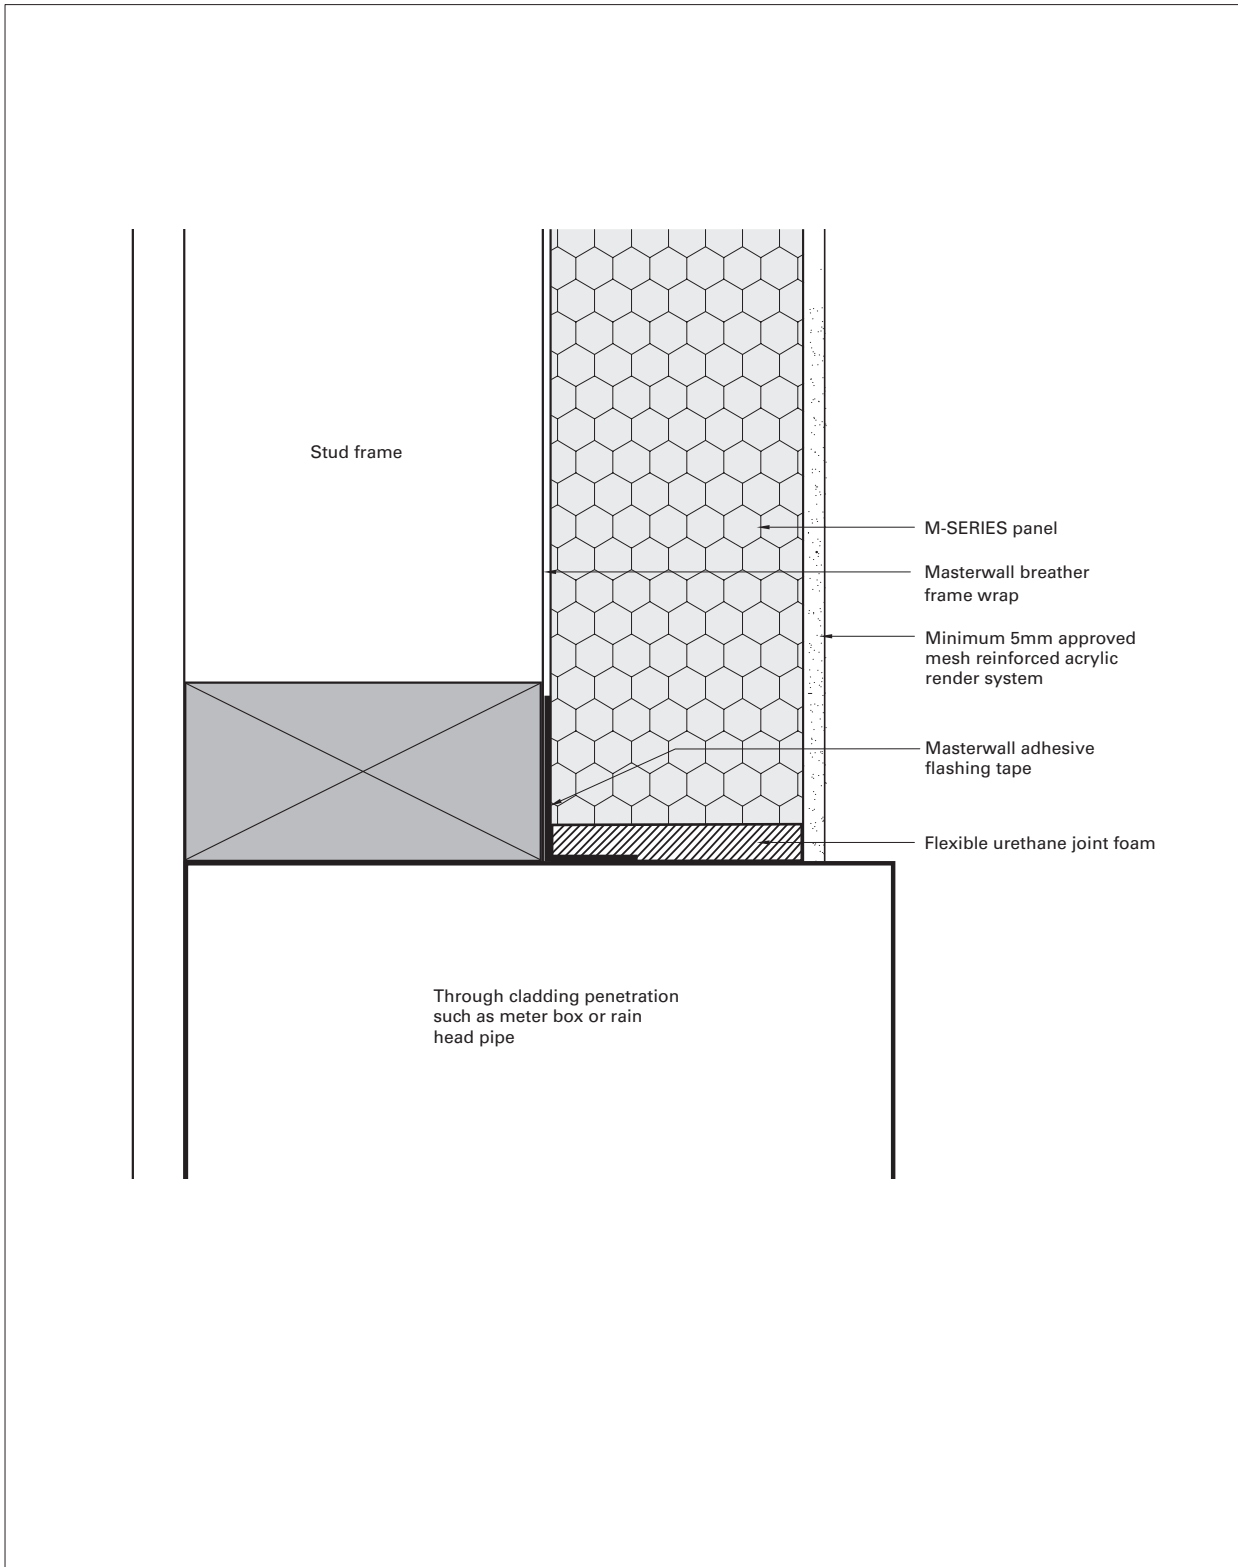 Stud frame
M-SERIES panel
Masterwall breather
frame wrap
Minimum 5mm approved
mesh reinforced acrylic
render system
Masterwall adhesive
flashing tape
Flexible urethane joint foam
Through cladding penetration
such as meter box or rain
head pipe